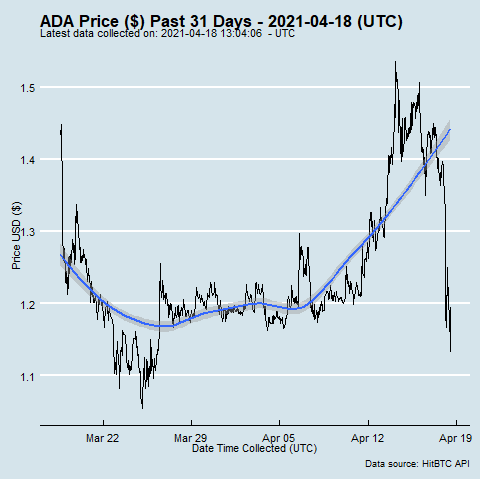 ADA Price ($) Past 31 Days - 2021-04-18 (UTC)
Latest data collected on: 2021-04-18 13:04:06 - UTC
1.5
1.4
1.3
1.2
1.1
Price USD ($)
Mar 22 Mar 29 Apr 05 Apr 12 Apr 19
Date Time Collected (UTC)
Data source: HitBTC API